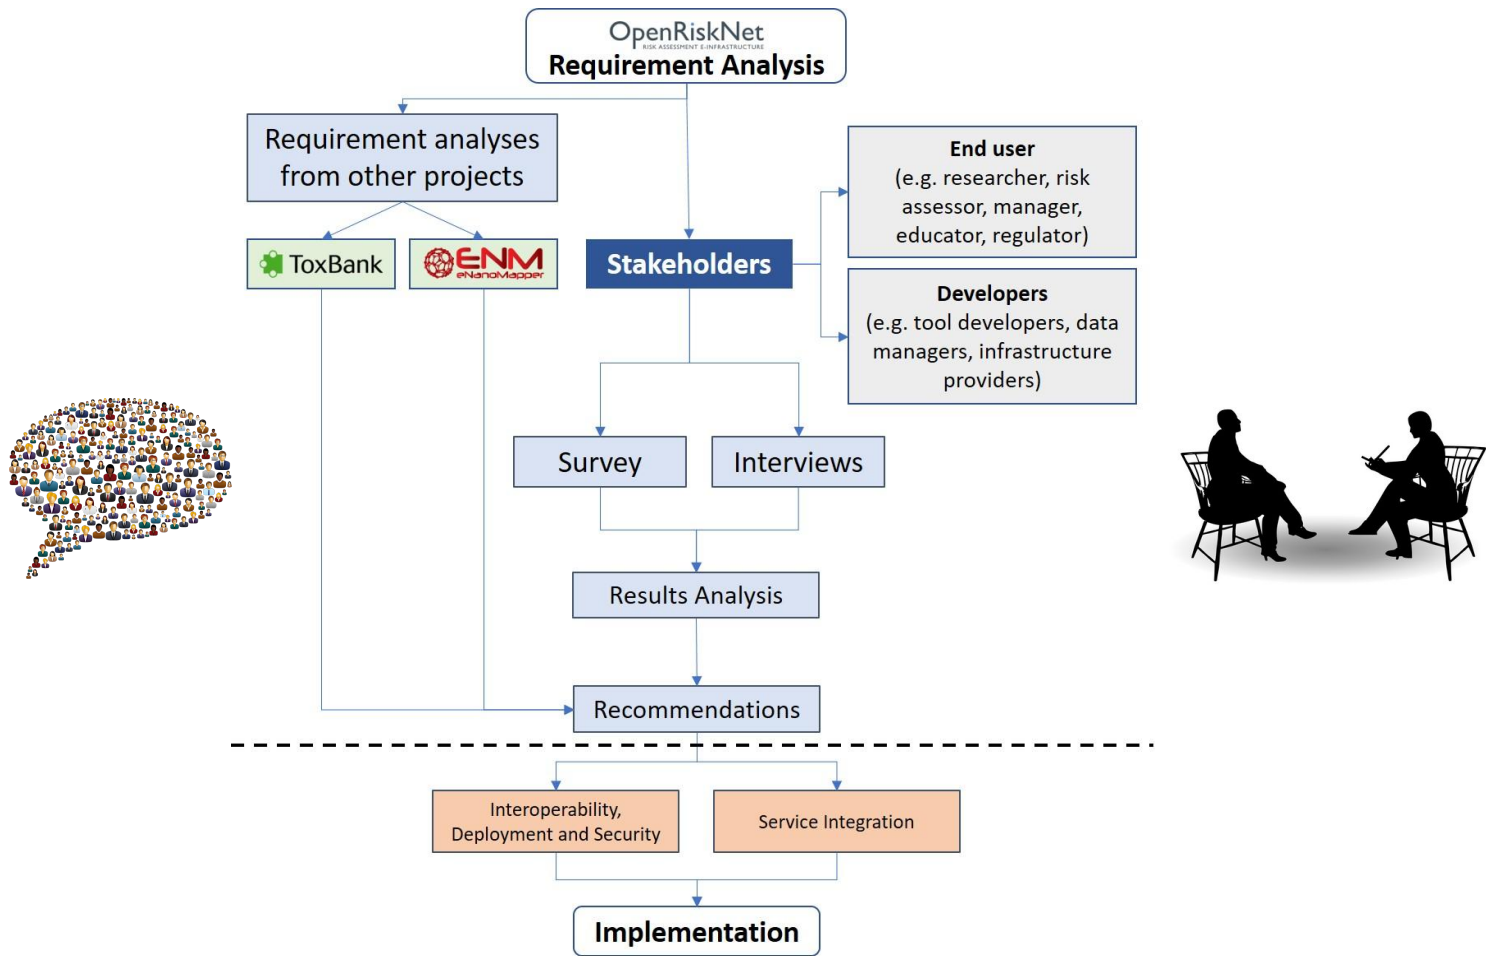 OpenRiskNet
RISK ASSESSMENT E-INFRASTRUCTURE
Requirement Analysis
Requirement analyses
from other projects
ToxBank
ENM
eNanoMapper
Stakeholders
End user
(e.g. researcher, risk
assessor, manager,
educator, regulator)
Developers
(e.g. tool developers, data
managers, infrastructure
providers)
Survey
Interviews
Results Analysis
Recommendations
Interoperability,
Deployment and Security
Service Integration
Implementation